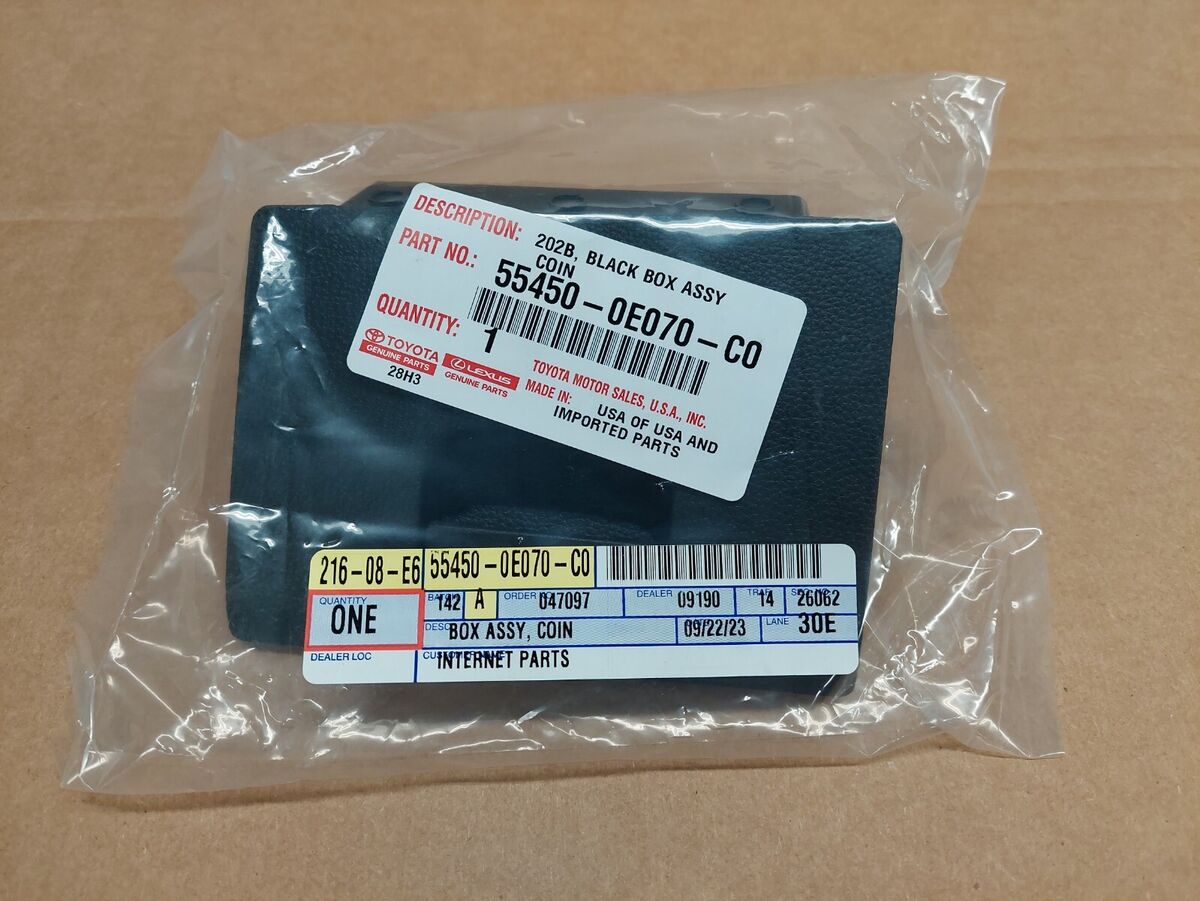 DESCRIPTION: 202B, BLACK BOX ASSY
COIN
PART NO.: 55450-0E070-C0
QUANTITY: 1
TOYOTA
GENUINE PARTS
LEXUS
GENUINE PARTS
28H3
TOYOTA MOTOR SALES, U.S.A., INC.
MADE IN: USA OF USA AND
IMPORTED PARTS
216-08-E6 55450-0E070-C0
QUANTITY ONE 142 A ORDER NO. 047097 DEALER 09190 14 26062
BOX ASSY, COIN 09/22/23 LANE 30E
DEALER LOC INTERNET PARTS